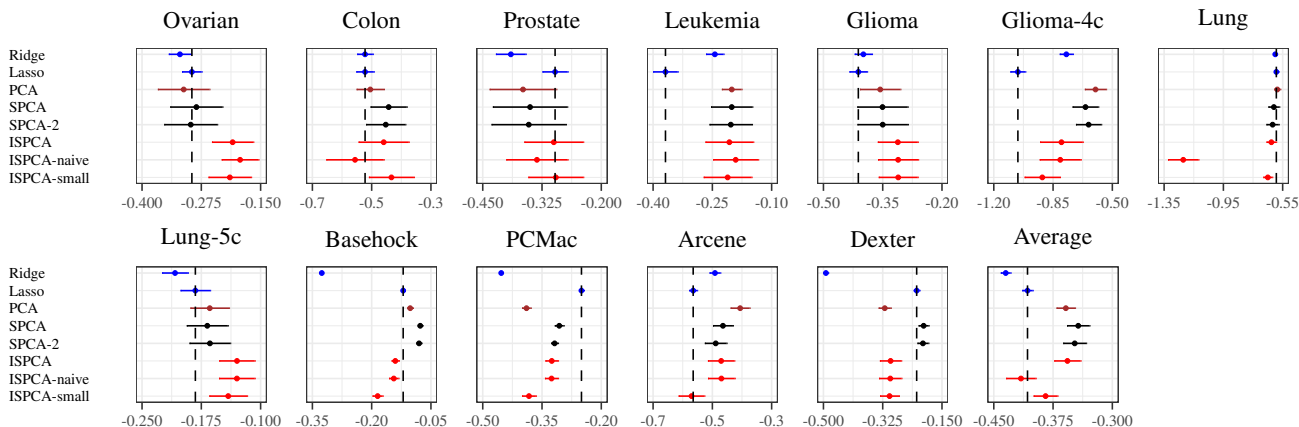 Ovarian Colon Prostate Leukemia Glioma Glioma-4c Lung
Ridge
Lasso
PCA
SPCA
SPCA-2
ISPCA
ISPCA-naive
ISPCA-small
-0.400 -0.275 -0.150 -0.7 -0.5 -0.3 -0.450 -0.325 -0.200 -0.40 -0.25 -0.10 -0.50 -0.35 -0.20 -1.20 -0.85 -0.50 -1.35 -0.95 -0.55
Lung-5c Basehock PCMac Arcene Dexter Average
Ridge
Lasso
PCA
SPCA
SPCA-2
ISPCA
ISPCA-naive
ISPCA-small
-0.250 -0.175 -0.100 -0.35 -0.20 -0.05 -0.50 -0.35 -0.20 -0.7 -0.5 -0.3 -0.500 -0.325 -0.150 -0.450 -0.375 -0.300